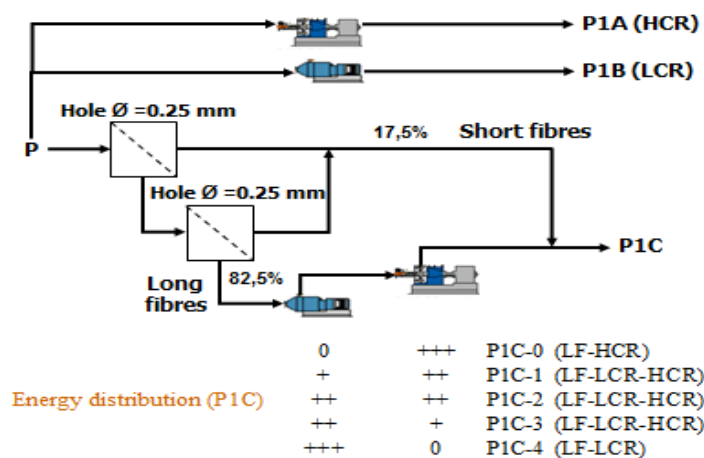 P1A (HCR)
P1B (LCR)
Hole Ø =0.25 mm
P
17,5% Short fibres
Hole Ø =0.25 mm
P1C
Long
fibres
82,5%
0 +++ P1C-0 (LF-HCR)
+ ++ P1C-1 (LF-LCR-HCR)
Energy distribution (P1C) ++ ++ P1C-2 (LF-LCR-HCR)
++ + P1C-3 (LF-LCR-HCR)
+++ 0 P1C-4 (LF-LCR)